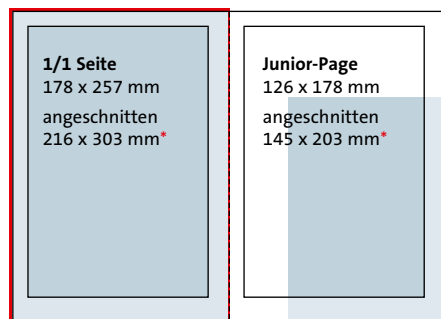 1/1 Seite
178 x 257 mm
angeschnitten
216 x 303 mm*
Junior-Page
126 x 178 mm
angeschnitten
145 x 203 mm*